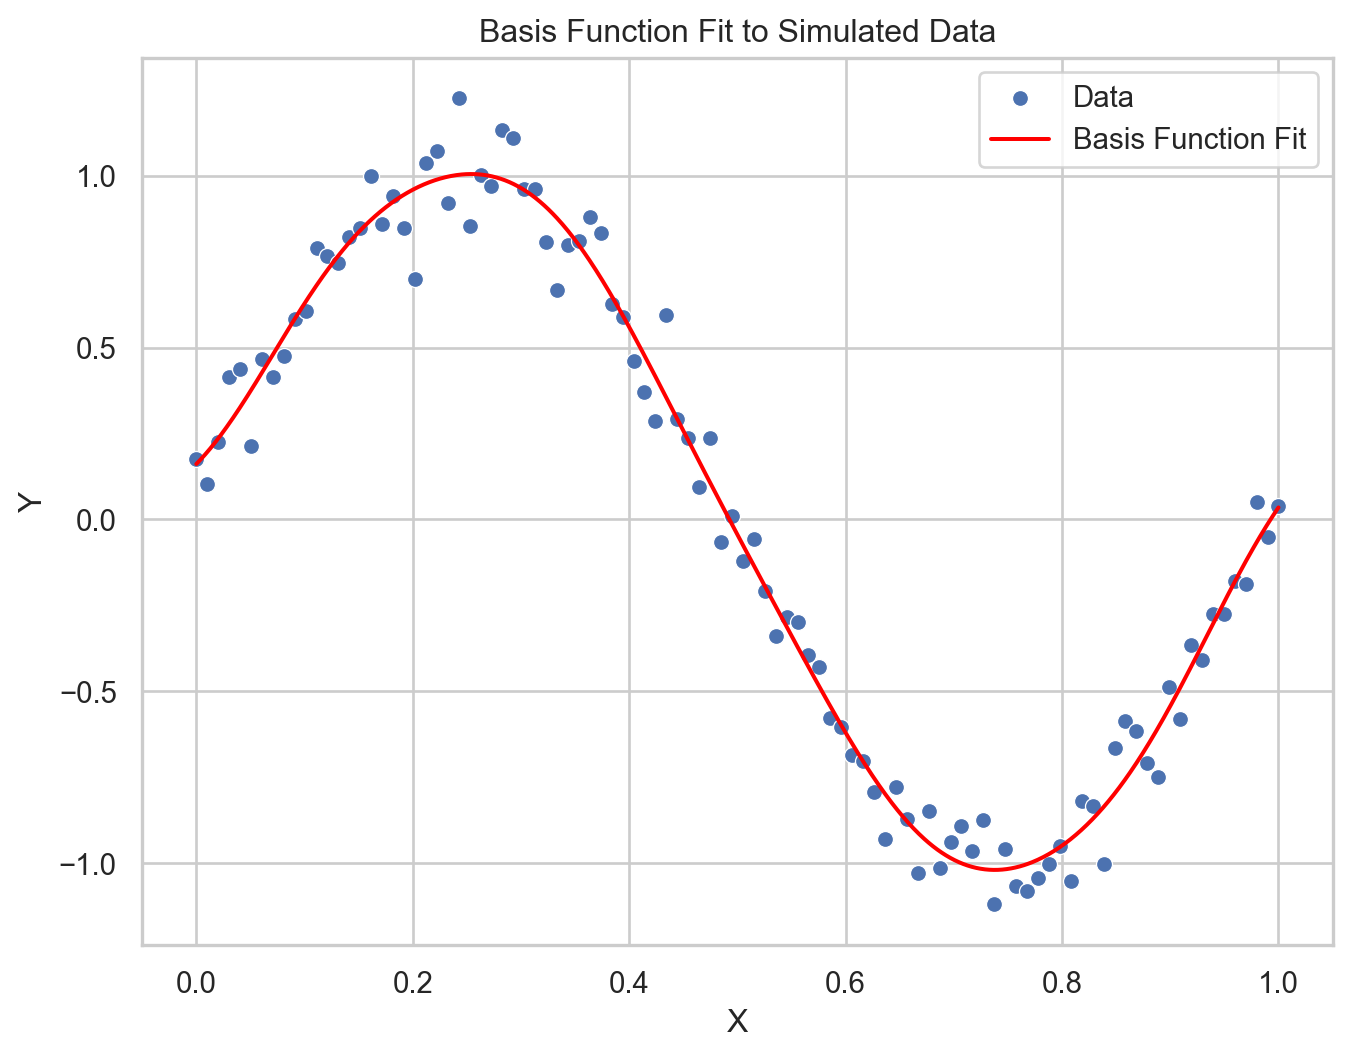 Basis Function Fit to Simulated Data
Data
Basis Function Fit
1.0
0.5
0.0
−0.5
−1.0
Y
0.0 0.2 0.4 0.6 0.8 1.0
X